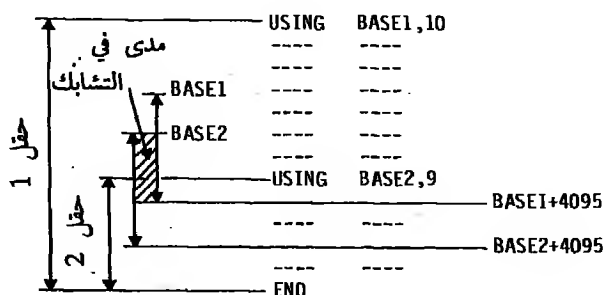 USING BASE1,10
---- ----
مدى في
---- ----
التشابك
---- ----
BASE1
---- ----
BASE2
---- ----
---- ----
USING BASE2,9
BASE1+4095
---- ----
BASE2+4095
---- ----
END
حقل 1
حقل 2